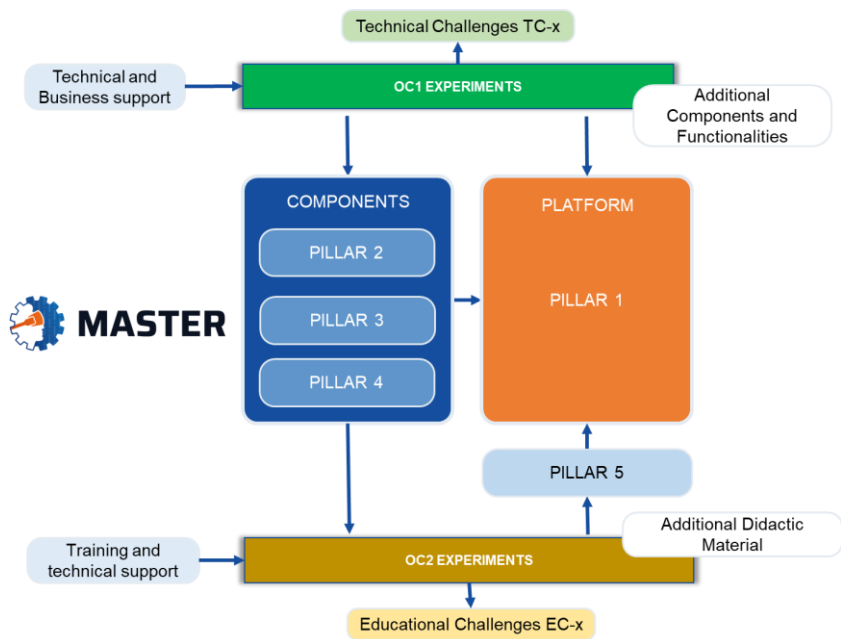 Technical Challenges TC-x
Technical and
Business support
OC1 EXPERIMENTS
Additional
Components and
Functionalities
COMPONENTS
PILLAR 2
PILLAR 3
PILLAR 4
PLATFORM
PILLAR 1
MASTER
PILLAR 5
Additional Didactic
Material
Training and
technical support
OC2 EXPERIMENTS
Educational Challenges EC-x